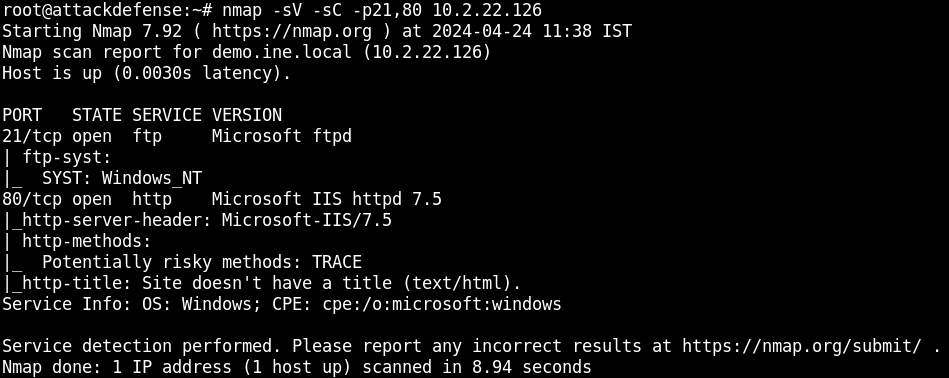 root@attackdefense:~# nmap -sV -sC -p21,80 10.2.22.126
Starting Nmap 7.92 ( https://nmap.org ) at 2024-04-24 11:38 IST
Nmap scan report for demo.ine.local (10.2.22.126)
Host is up (0.0030s latency).

PORT   STATE SERVICE VERSION
21/tcp open  ftp     Microsoft ftpd
| ftp-syst:
|_  SYST: Windows_NT
80/tcp open  http    Microsoft IIS httpd 7.5
|_http-server-header: Microsoft-IIS/7.5
| http-methods:
|_  Potentially risky methods: TRACE
|_http-title: Site doesn't have a title (text/html).
Service Info: OS: Windows; CPE: cpe:/o:microsoft:windows

Service detection performed. Please report any incorrect results at https://nmap.org/submit/ .
Nmap done: 1 IP address (1 host up) scanned in 8.94 seconds